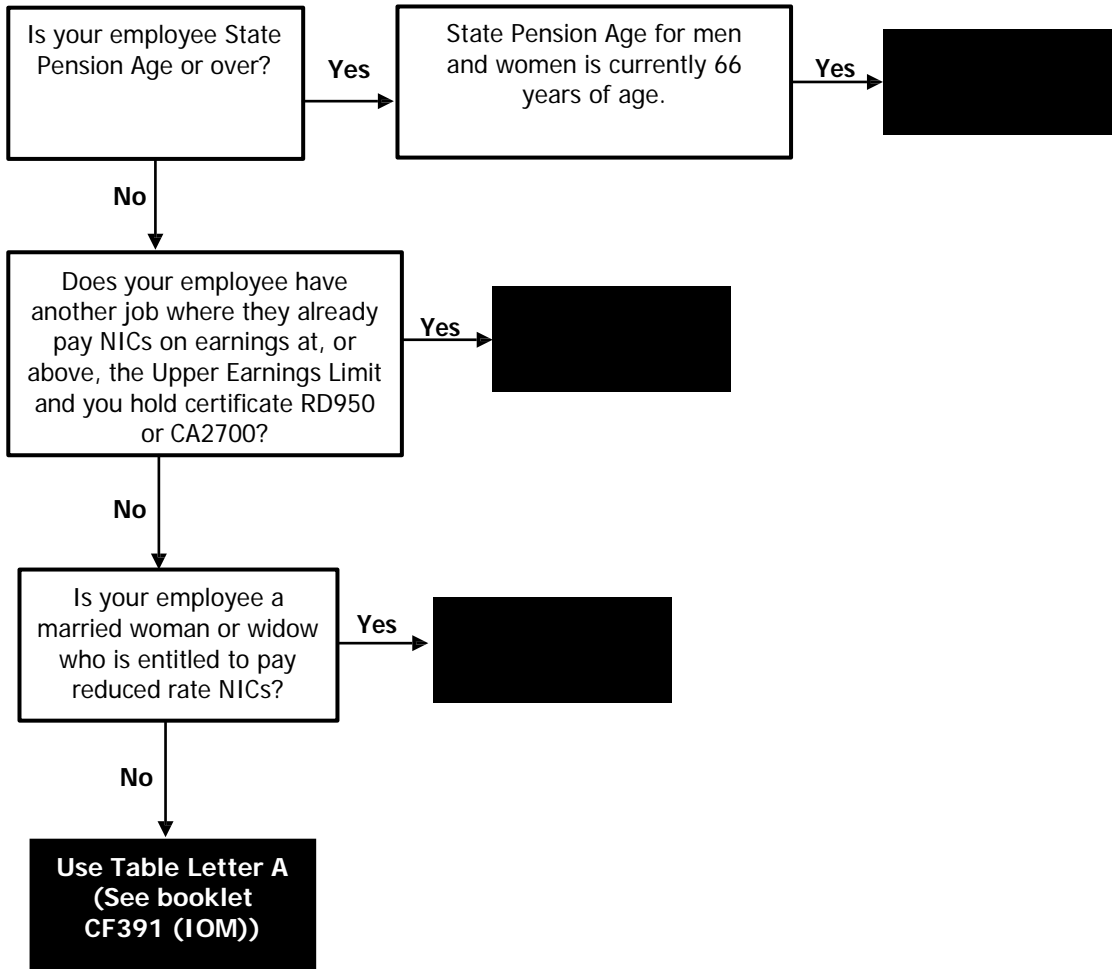 Is your employee State
Pension Age or over?
Yes
State Pension Age for men
and women is currently 66
years of age.
Yes
No
Does your employee have
another job where they already
pay NICs on earnings at, or
above, the Upper Earnings Limit
and you hold certificate RD950
or CA2700?
Yes
No
Is your employee a
married woman or widow
who is entitled to pay
reduced rate NICs?
Yes
No
Use Table Letter A
(See booklet
CF391 (IOM))